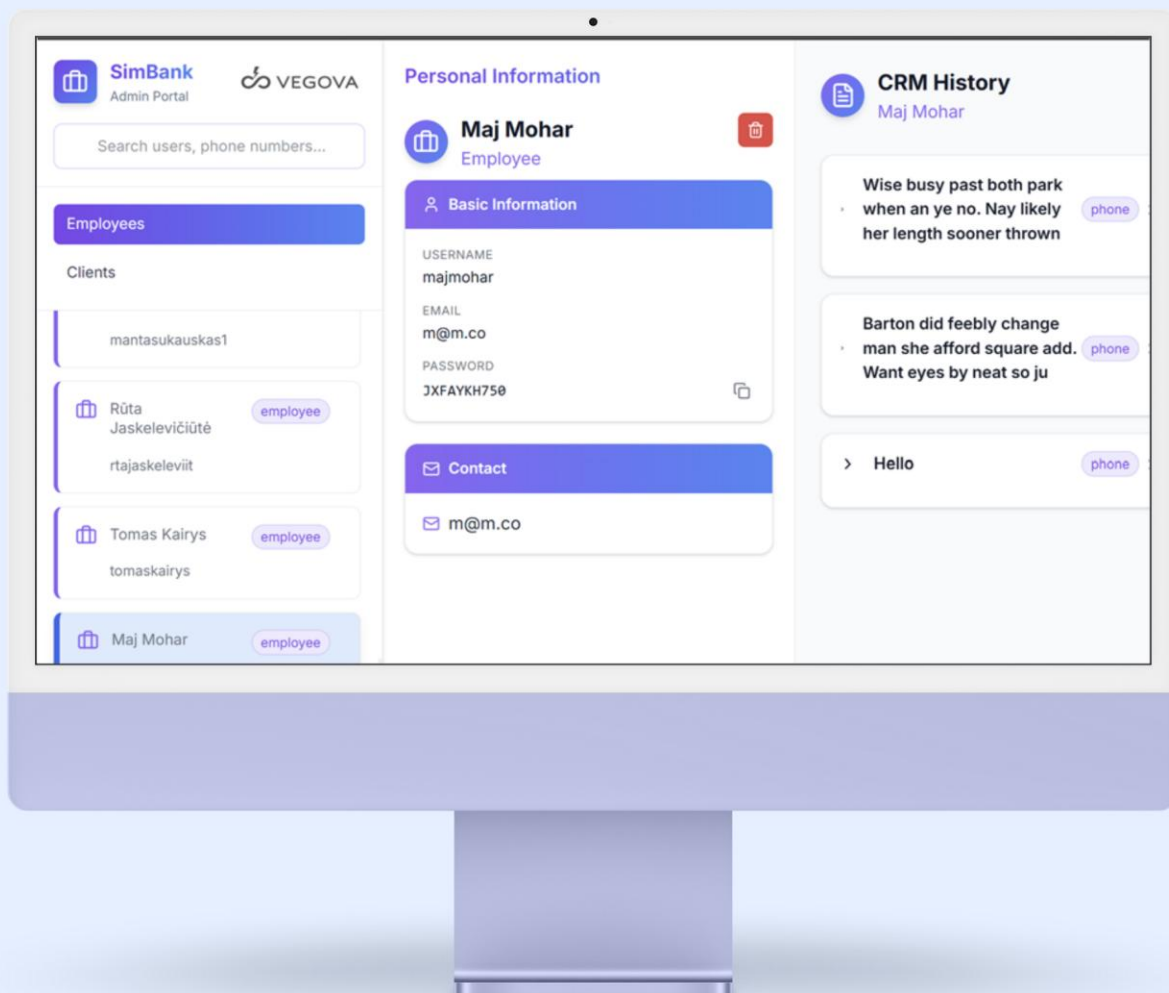 SimBank
Admin Portal
VEGOVA
Search users, phone numbers...
Employees
Clients
mantasukauskas1
Rūta
Jaskelevičiūtė
employee
rtajaskeleviit
Tomas Kairys
employee
tomaskairys
Maj Mohar
employee
Personal Information
Maj Mohar
Employee
Basic Information
USERNAME
majmohar
EMAIL
m@m.co
PASSWORD
JXFAYKH750
Contact
m@m.co
CRM History
Maj Mohar
Wise busy past both park
when an ye no. Nay likely
her length sooner thrown
phone
Barton did feebly change
man she afford square add.
Want eyes by neat so ju
phone
Hello
phone